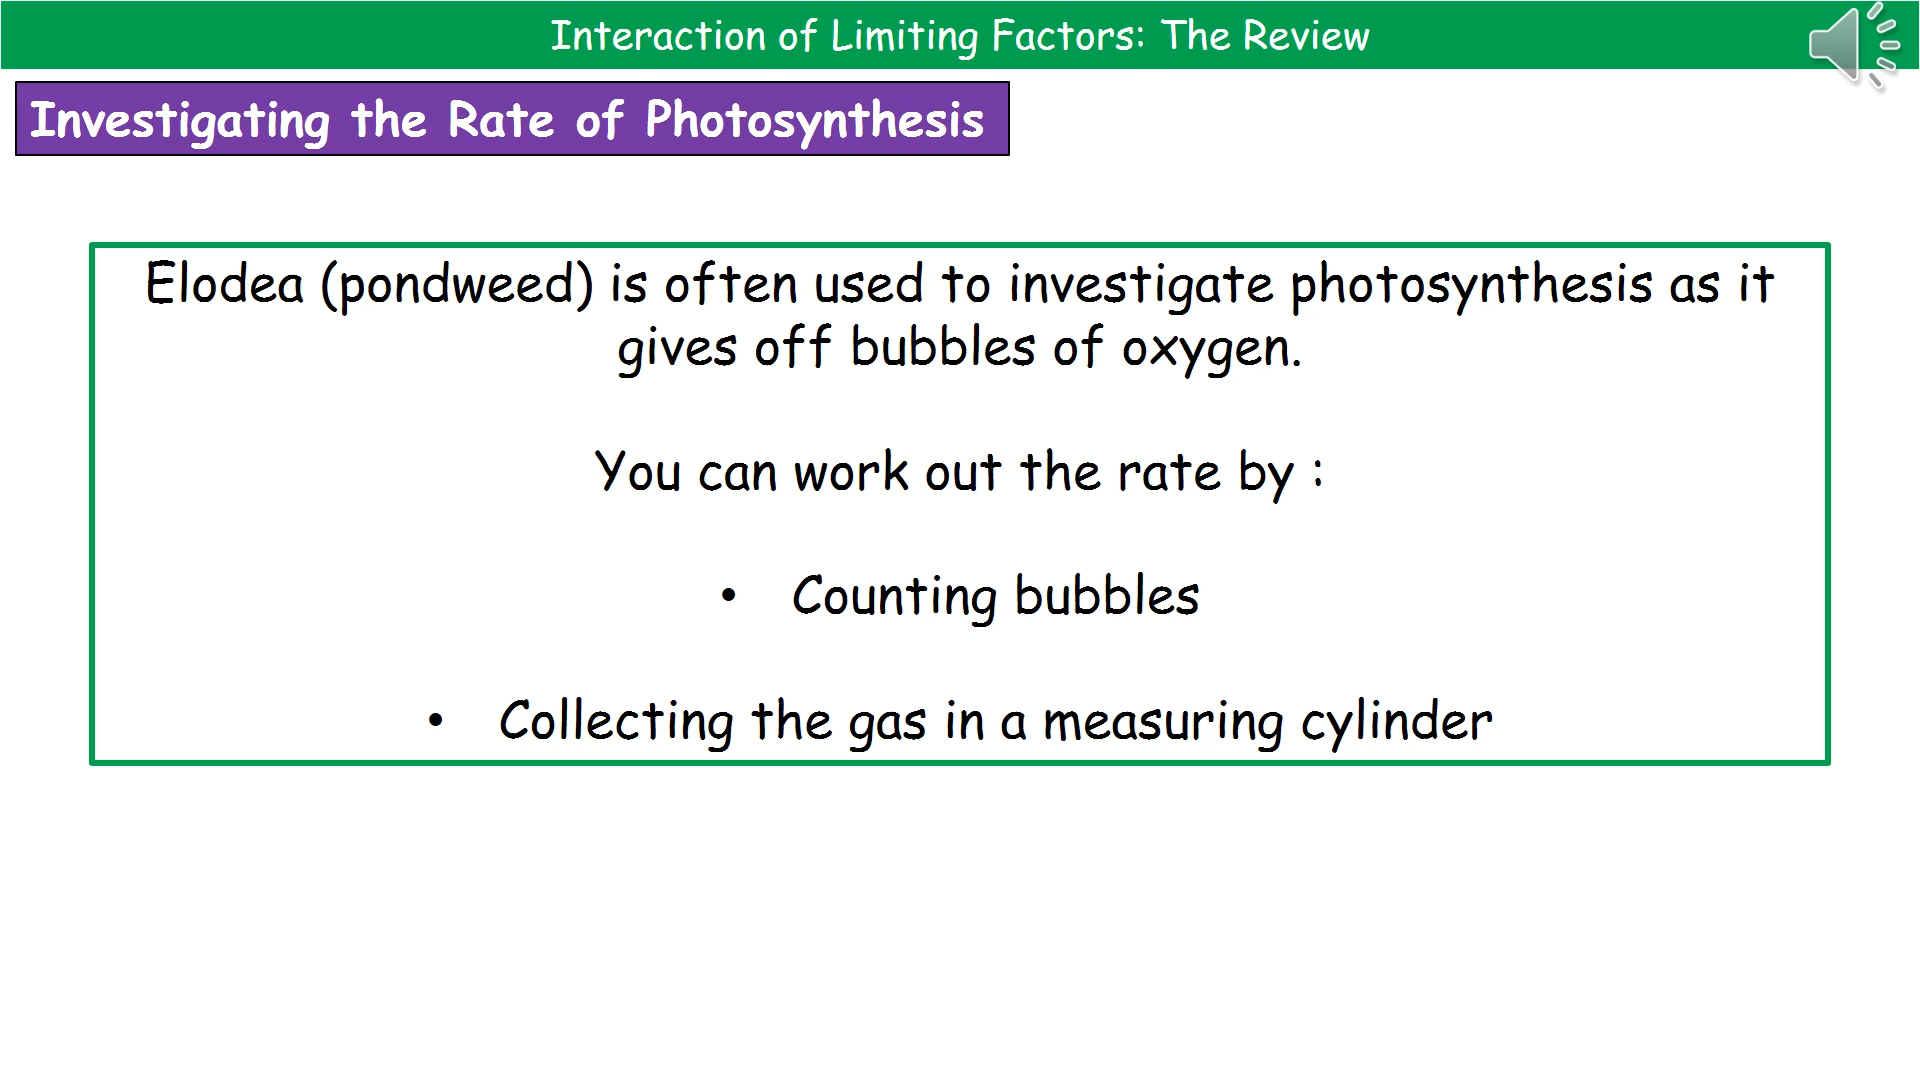 Interaction of Limiting Factors: The Review
Investigating the Rate of Photosynthesis
Elodea (pondweed) is often used to investigate photosynthesis as it
gives off bubbles of oxygen.
You can work out the rate by :
• Counting bubbles
• Collecting the gas in a measuring cylinder